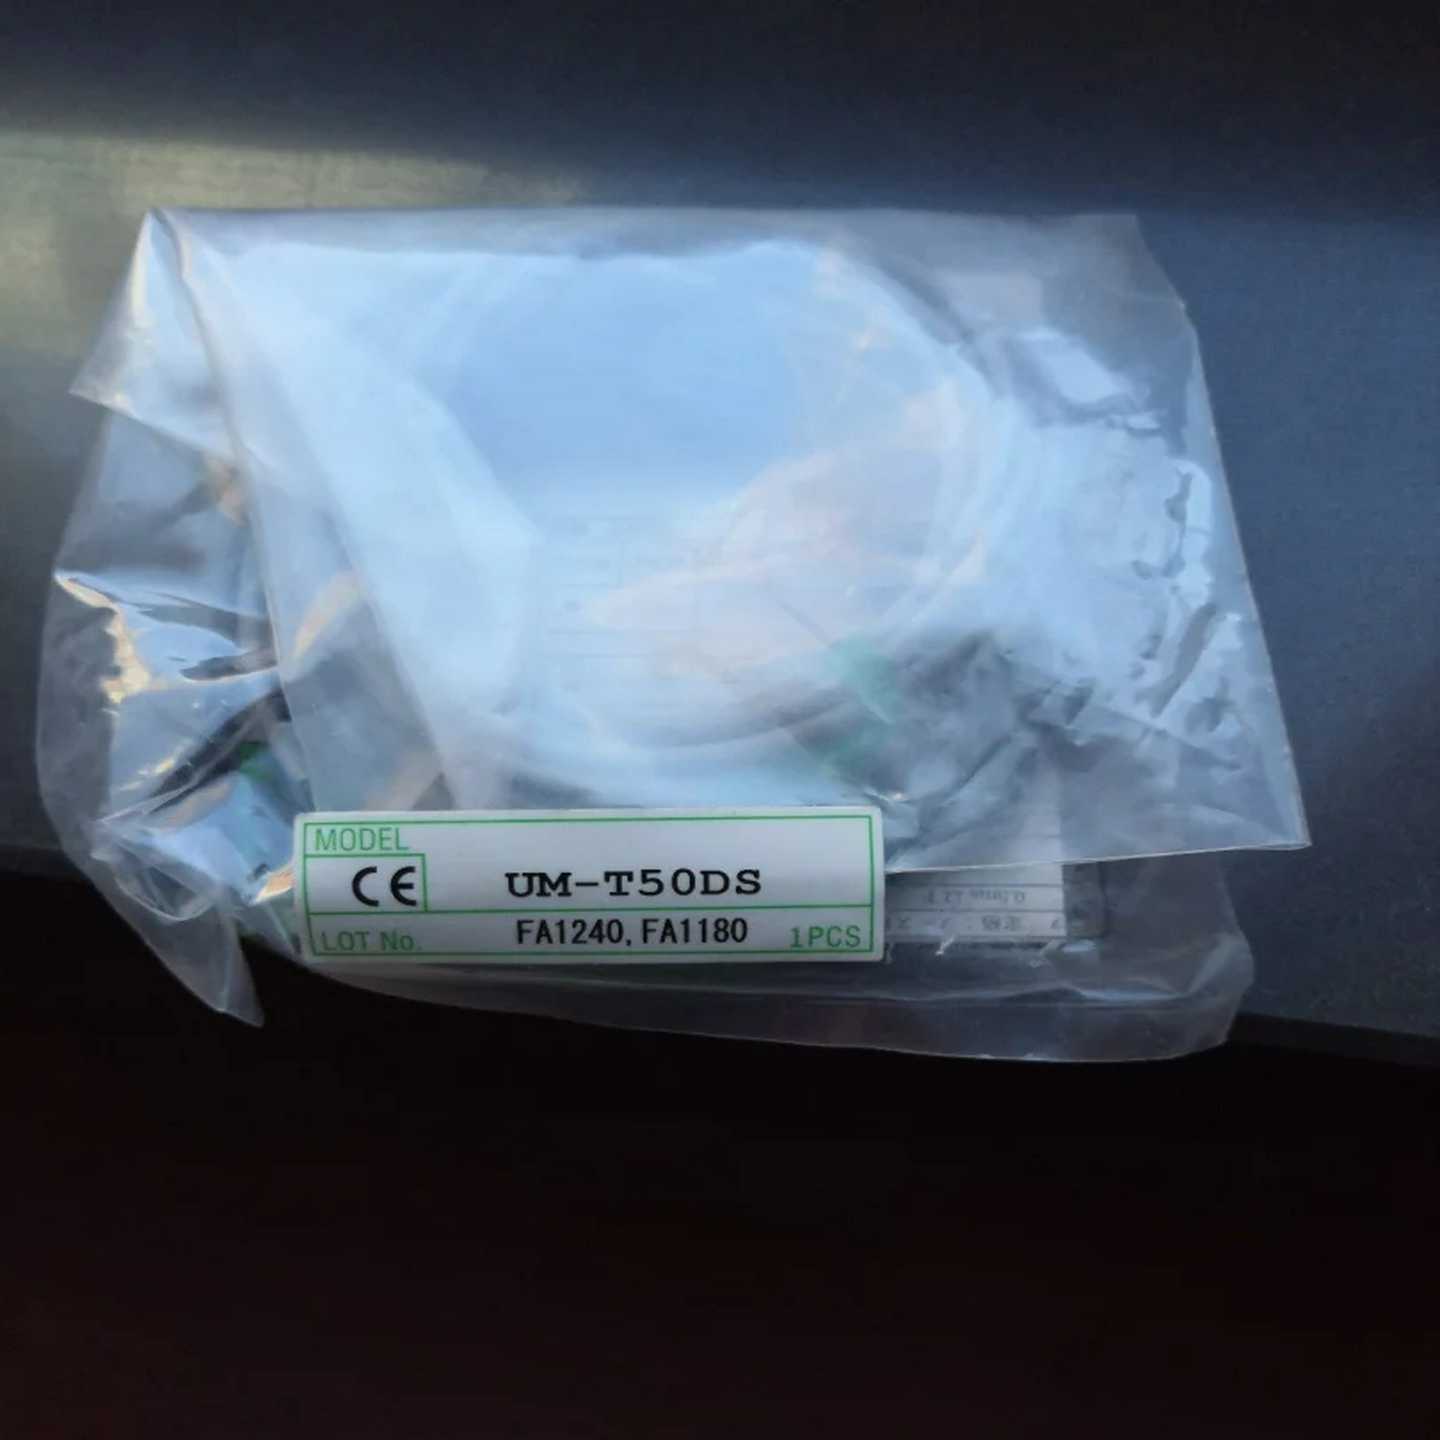 MODEL
CE UM-T50DS
LOT No. FA1240, FA1180 1PCS